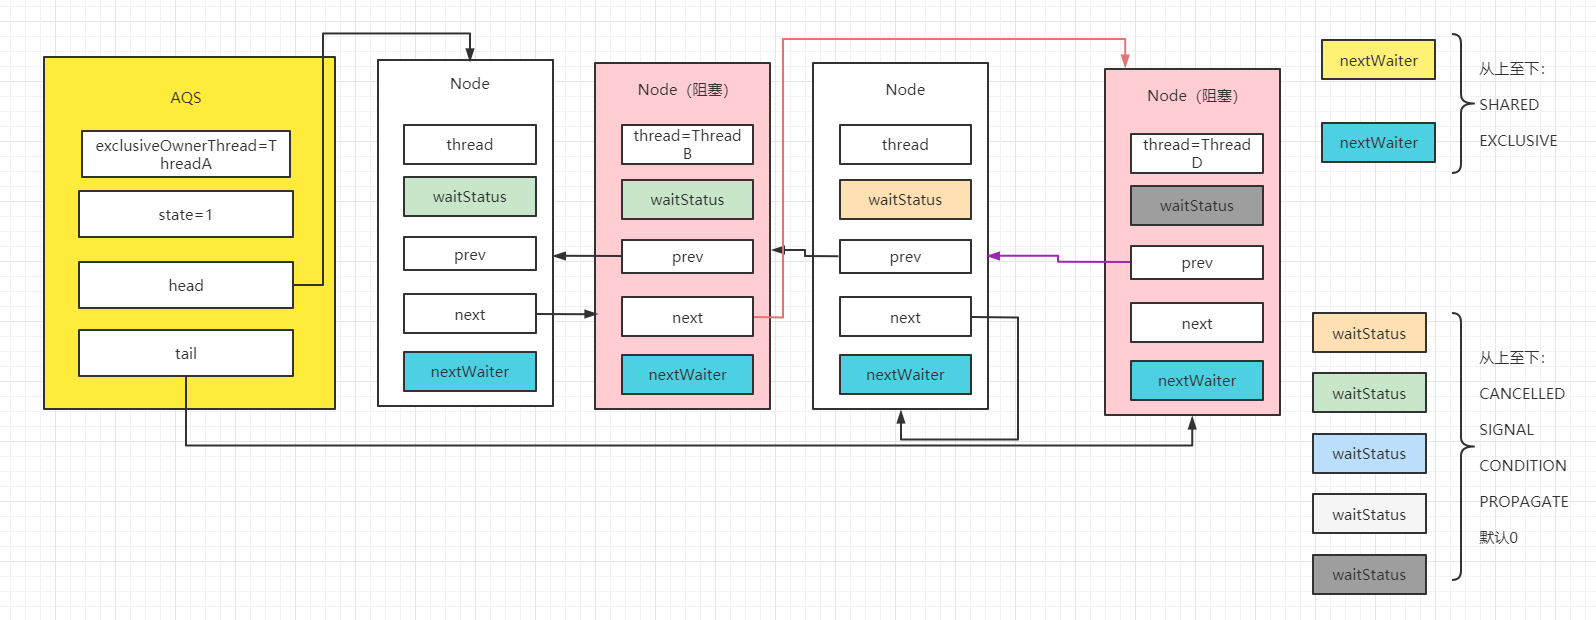 AQS
exclusiveOwnerThread=T
hreadA
state=1
head
tail
Node
thread
waitStatus
prev
next
nextWaiter
Node（阻塞）
thread=Thread
B
waitStatus
prev
next
nextWaiter
Node
thread
waitStatus
prev
next
nextWaiter
Node（阻塞）
thread=Thread
D
waitStatus
prev
next
nextWaiter
nextWaiter
nextWaiter
从上至下：
SHARED
EXCLUSIVE
waitStatus
waitStatus
waitStatus
waitStatus
waitStatus
从上至下：
CANCELLED
SIGNAL
CONDITION
PROPAGATE
默认0